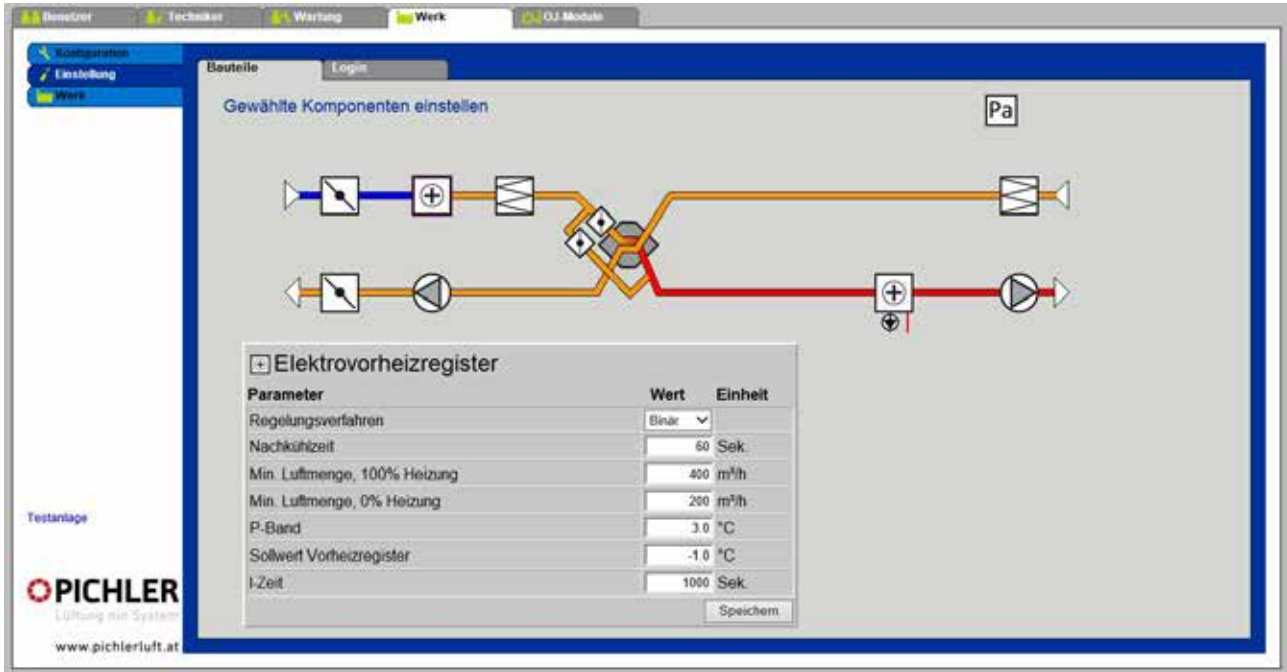 Benutzer Techniker Wartung Werk OJ-Module
Konfiguration
Einstellung
Werk
Bauteile Login
Gewählte Komponenten einstellen
Pa
Elektrovorheizregister
Parameter Wert Einheit
Regelungsverfahren Binär
Nachkühlzeit 60 Sek.
Min. Luftmenge, 100% Heizung 400 m³/h
Min. Luftmenge, 0% Heizung 200 m³/h
P-Band 3.0 °C
Sollwert Vorheizregister -1.0 °C
I-Zeit 1000 Sek.
Speichern
Testanlage
PICHLER
Lüftung mit System
www.pichlerluft.at